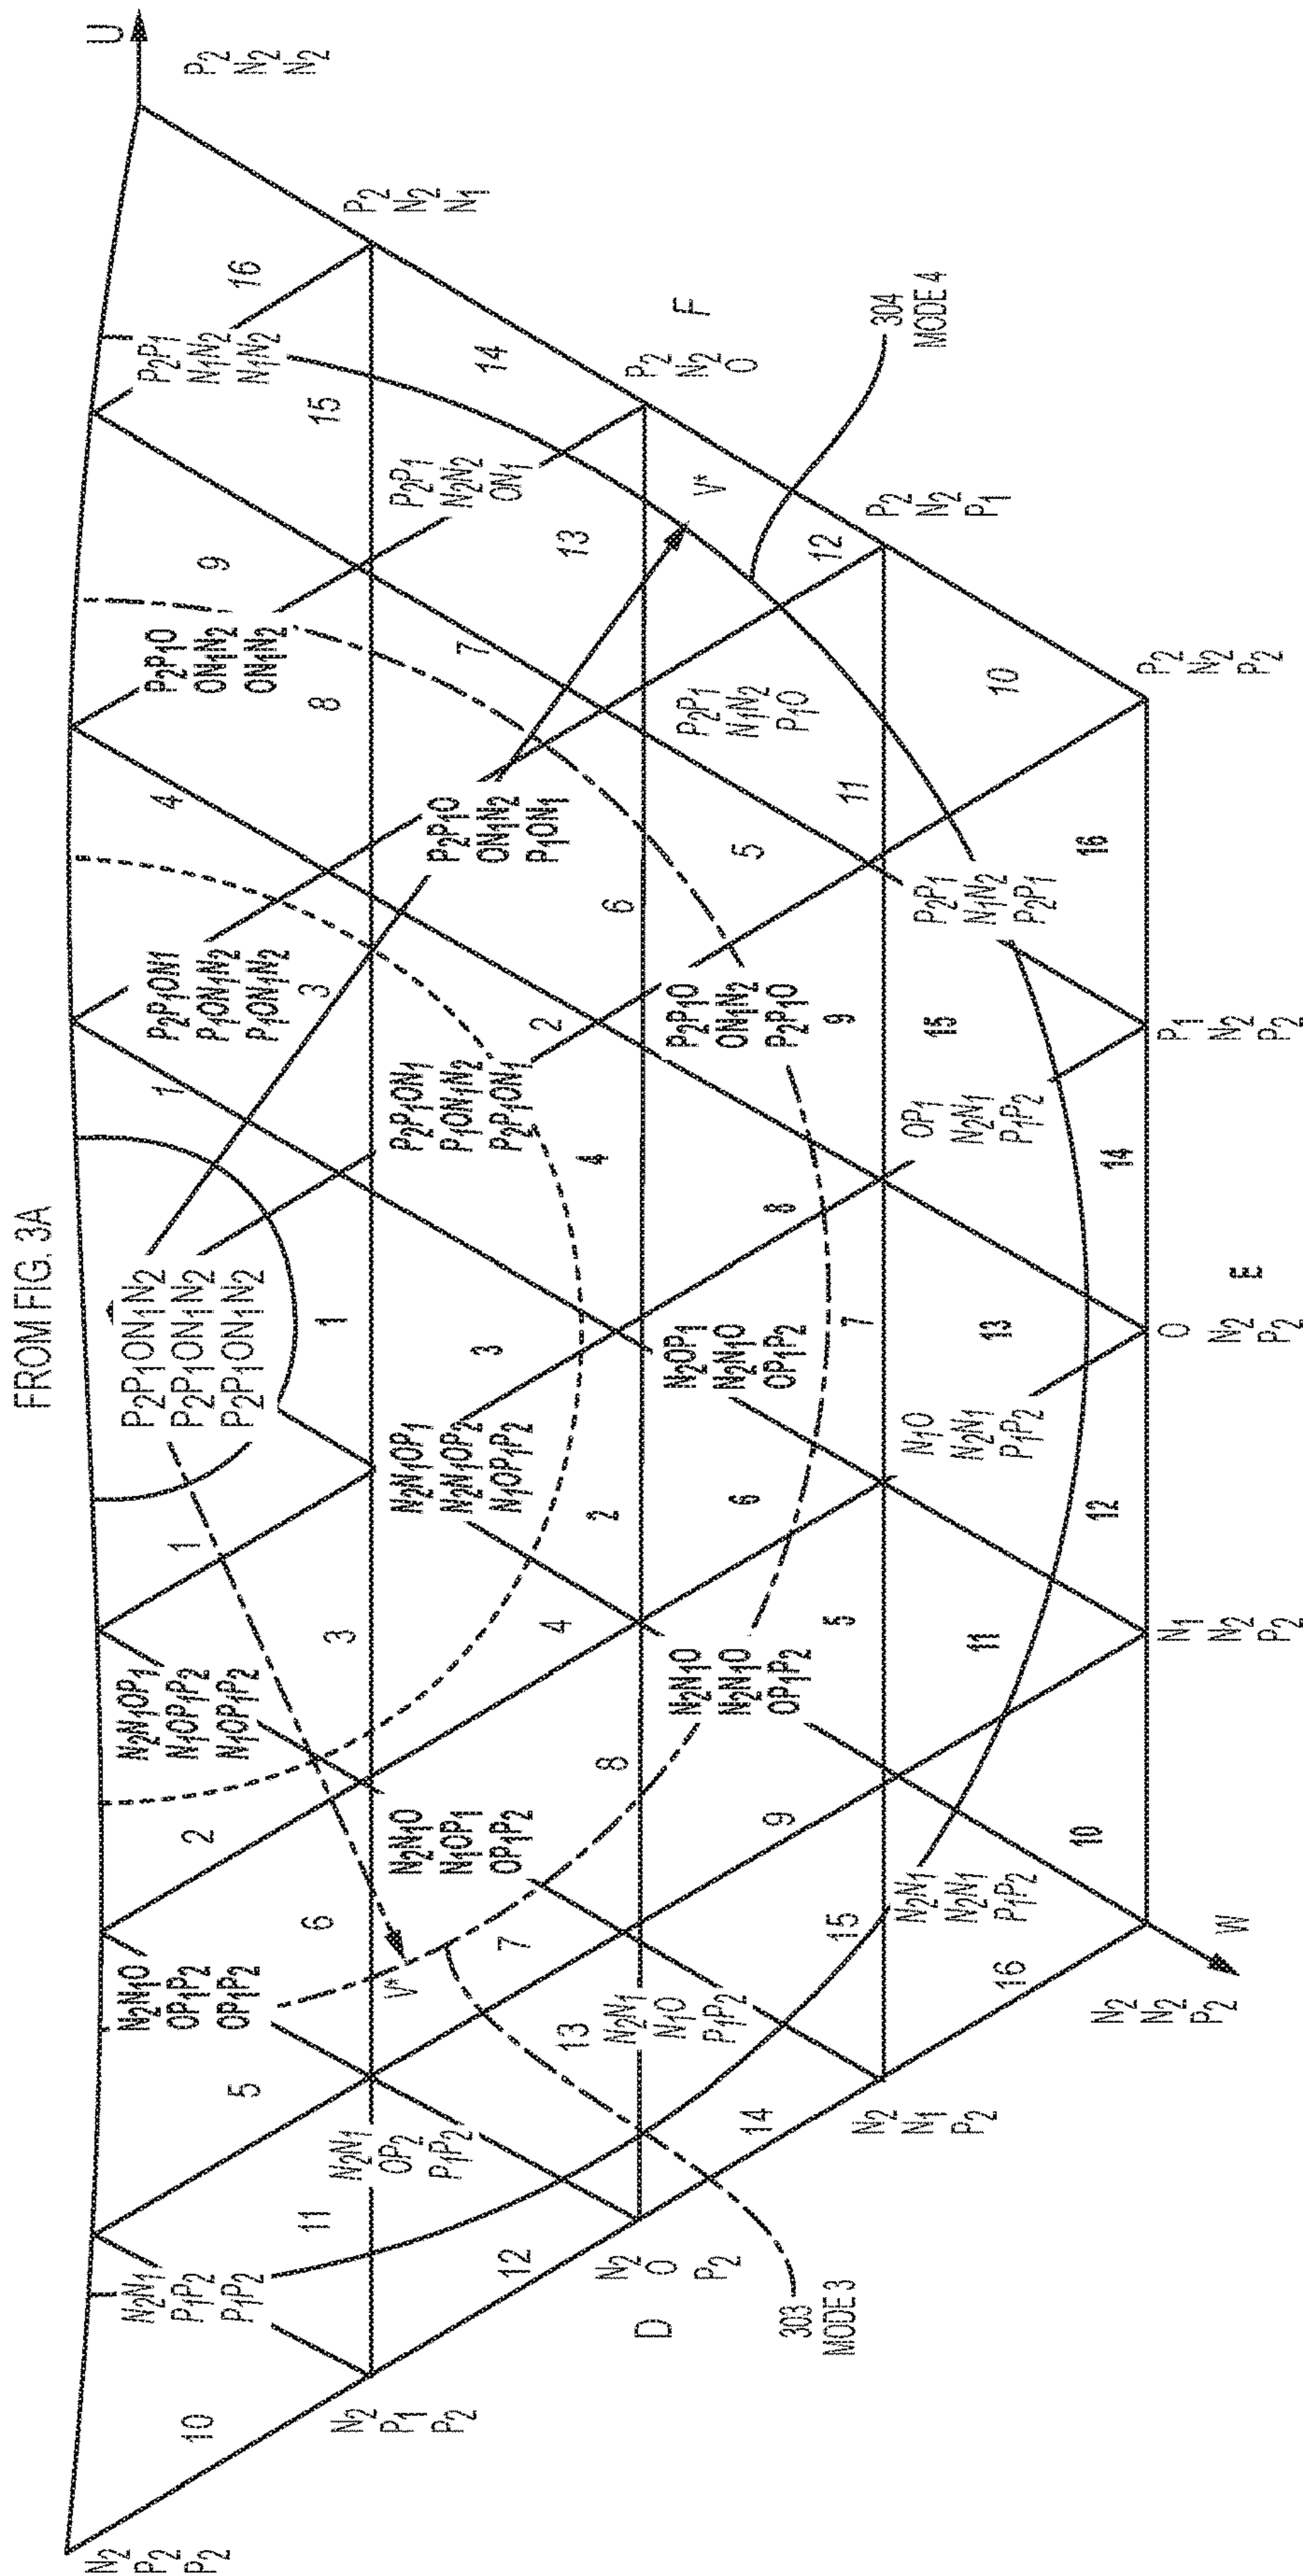 FROM FIG. 3A
U
N₂
P₂
P₂
N₂N₁
P₁P₂
P₁P₂
N₂N₁O
OP₁P₂
OP₁P₂
N₂N₁OP₁
N₁OP₁P₂
N₁OP₁P₂
P₂P₁ON₁N₂
P₂P₁ON₁N₂
P₂P₁ON₁N₂
P₂P₁ON1
P₁ON₁N₂
P₁ON₁N₂
P₂P₁O
ON₁N₂
ON₁N₂
P₂P₁
N₁N₂
N₁N₂
P₂
N₂
N₂
10
5
2
1
1
4
9
16
11
6
3
1
3
8
15
N₂
P₁
P₂
N₂N₁
OP₂
P₁P₂
V*
N₂N₁O
N₁OP₁
OP₁P₂
N₂N₁OP₁
N₂N₁OP₂
N₁OP₁P₂
P₂P₁ON₁
P₁ON₁N₂
P₂P₁ON₁
P₂P₁O
ON₁N₂
P₁ON₁
P₂P₁
N₂N₂
ON₁
P₂
N₂
N₁
12
7
4
3
2
7
14
13
8
2
4
6
13
D
N₂
O
P₂
N₂N₁
N₁O
P₁P₂
N₂N₁O
N₂N₁O
OP₁P₂
N₂OP₁
N₂N₁O
OP₁P₂
P₂P₁O
ON₁N₂
P₂P₁O
P₂P₁
N₁N₂
P₁O
V*
P₂
N₂
O
F
303
MODE 3
14
9
6
8
5
12
15
5
7
9
11
304
MODE 4
N₂
N₁
P₂
N₂N₁
N₂N₁
P₁P₂
N₁O
N₂N₁
P₁P₂
OP₁
N₂N₁
P₁P₂
P₂P₁
N₁N₂
P₂P₁
P₂
N₂
P₁
16
11
13
15
10
10
12
14
16
N₂
N₂
P₂
W
N₁
N₂
P₂
O
N₂
P₂
P₁
N₂
P₂
P₂
N₂
P₂
E